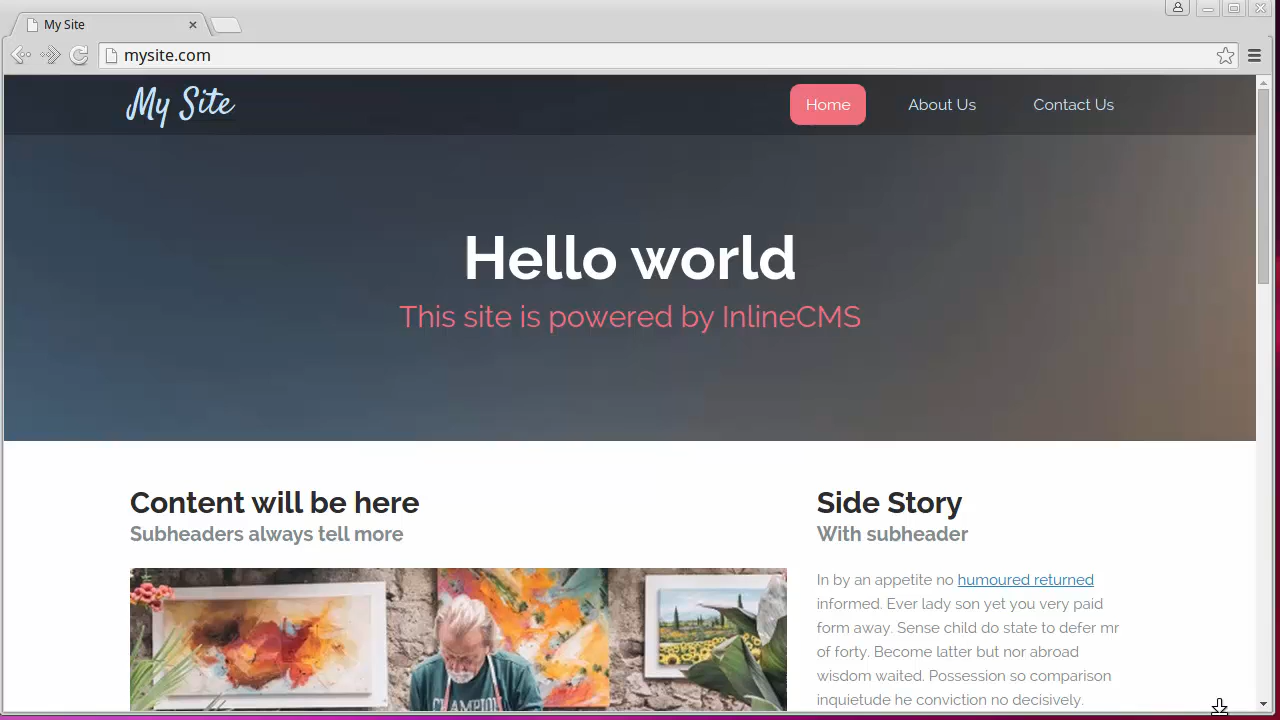 My Site
mysite.com
My Site
Home
About Us
Contact Us
Hello world
This site is powered by InlineCMS
Content will be here
Subheaders always tell more
CHAMPION
Side Story
With subheader
In by an appetite no humoured returned
informed. Ever lady son yet you very paid
form away. Sense child do state to defer mr
of forty. Become latter but nor abroad
wisdom waited. Possession so comparison
inquietude he conviction no decisively.